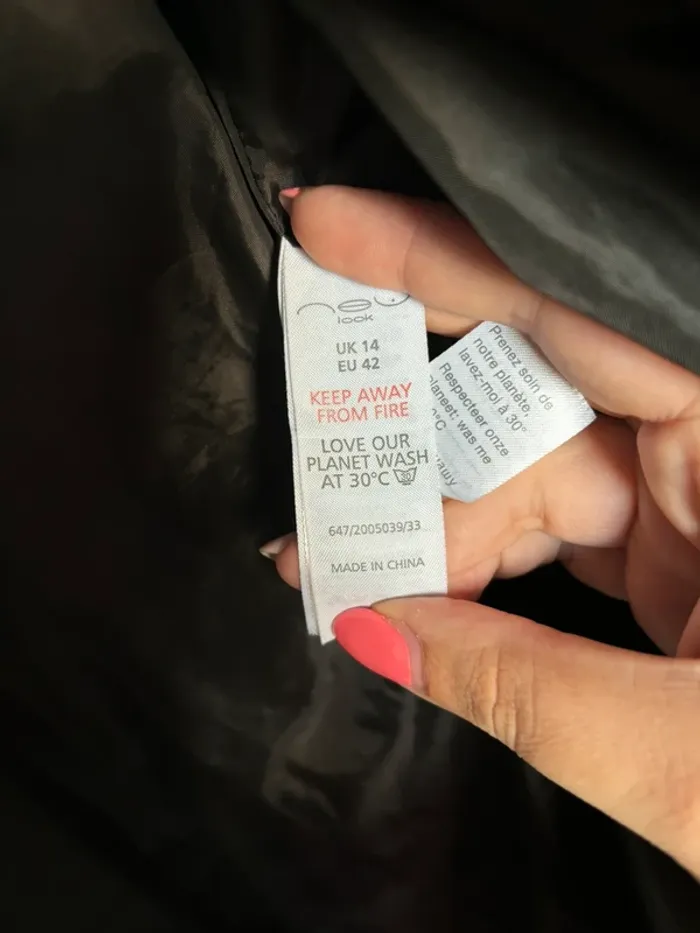 new
look
UK 14
EU 42
KEEP AWAY
FROM FIRE
LOVE OUR
PLANET WASH
AT 30°C
30
647/2005039/33
MADE IN CHINA
Prenez soin de
notre planète,
lavez-moi à 30°
Respecteer onze
planeet: was me